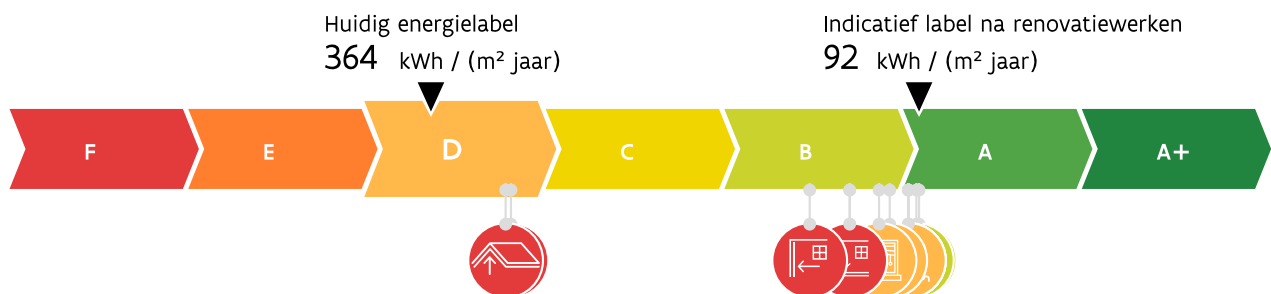 Huidig energielabel
364 kWh / (m² jaar)
Indicatief label na renovatiewerken
92 kWh / (m² jaar)
F E D C B A A+